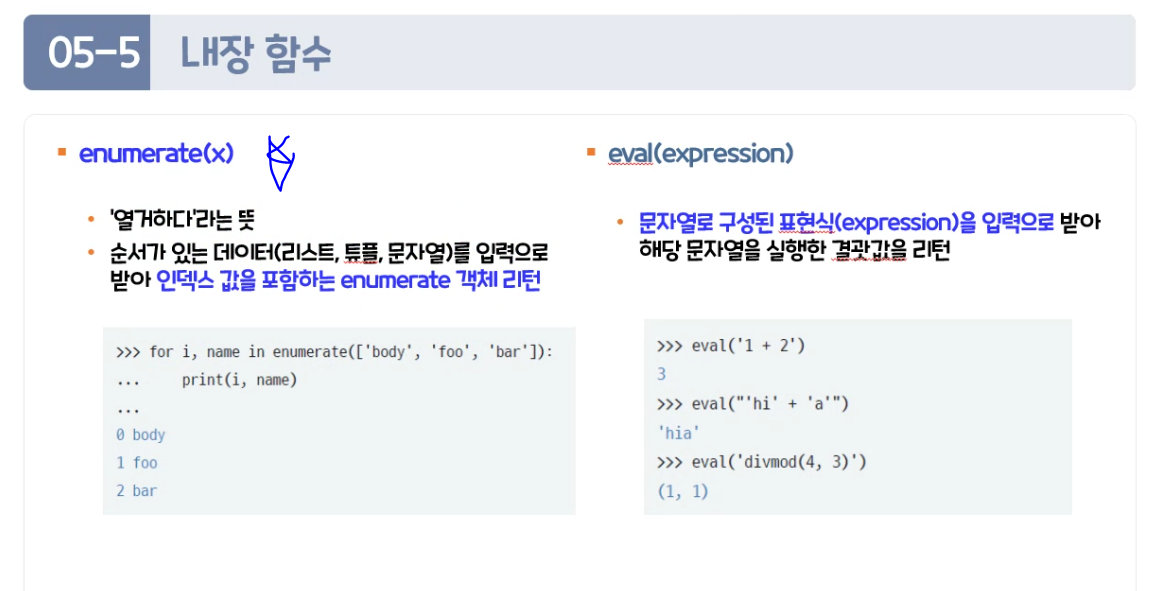 05-5 내장 함수
enumerate(x)
'열거하다'라는 뜻
순서가 있는 데이터(리스트, 튜플, 문자열)를 입력으로
받아 인덱스 값을 포함하는 enumerate 객체 리턴
>>> for i, name in enumerate(['body', 'foo', 'bar']):
...     print(i, name)
...
0 body
1 foo
2 bar
eval(expression)
문자열로 구성된 표현식(expression)을 입력으로 받아
해당 문자열을 실행한 결괏값을 리턴
>>> eval('1 + 2')
3
>>> eval("'hi' + 'a'")
'hia'
>>> eval('divmod(4, 3)')
(1, 1)